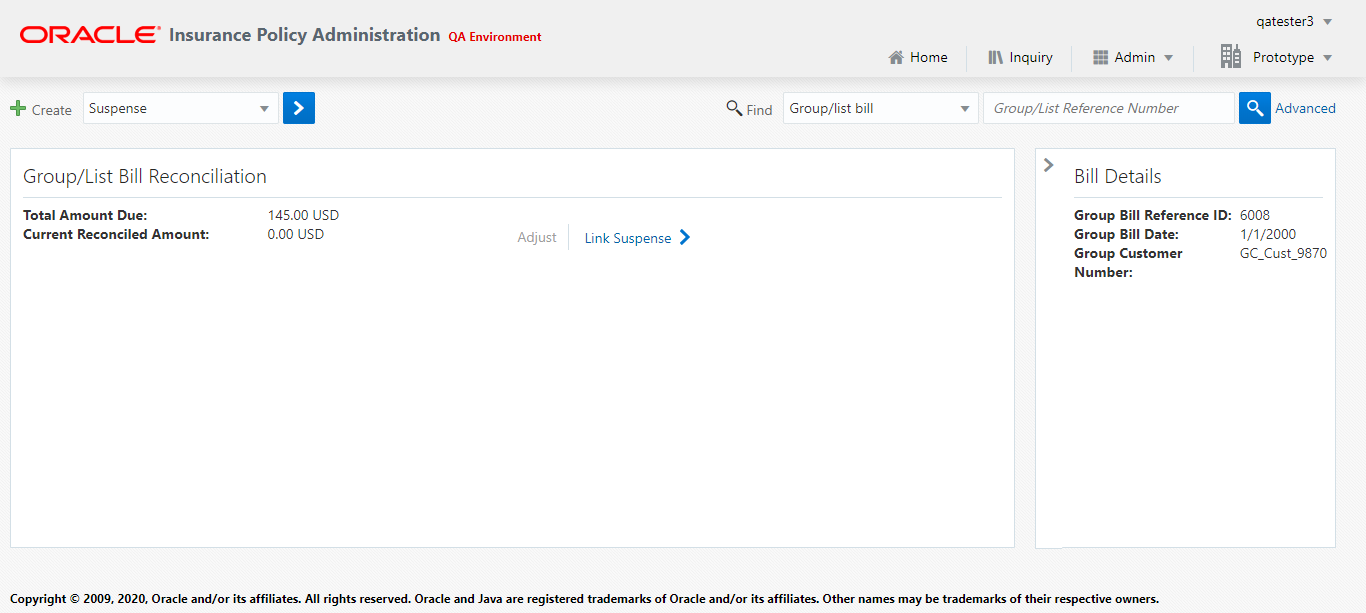 qatester3
ORACLE® Insurance Policy Administration QA Environment
Home Inquiry Admin Prototype
Create Suspense Find Group/list bill Group/List Reference Number Advanced
Group/List Bill Reconciliation
Total Amount Due: 145.00 USD
Current Reconciled Amount: 0.00 USD
Adjust Link Suspense
Bill Details
Group Bill Reference ID: 6008
Group Bill Date: 1/1/2000
Group Customer GC_Cust_9870
Number:
Copyright © 2009, 2020, Oracle and/or its affiliates. All rights reserved. Oracle and Java are registered trademarks of Oracle and/or its affiliates. Other names may be trademarks of their respective owners.